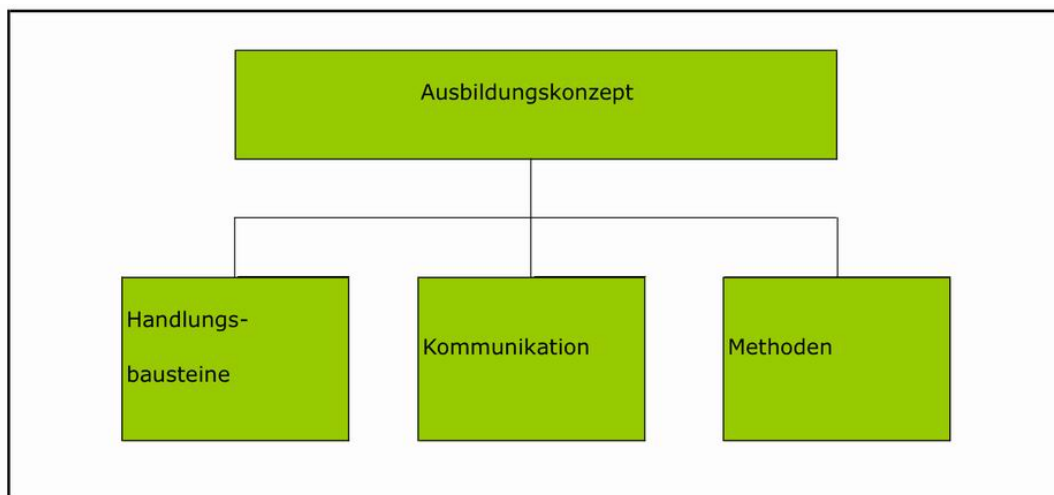 Ausbildungskonzept
Handlungs-
bausteine
Kommunikation
Methoden